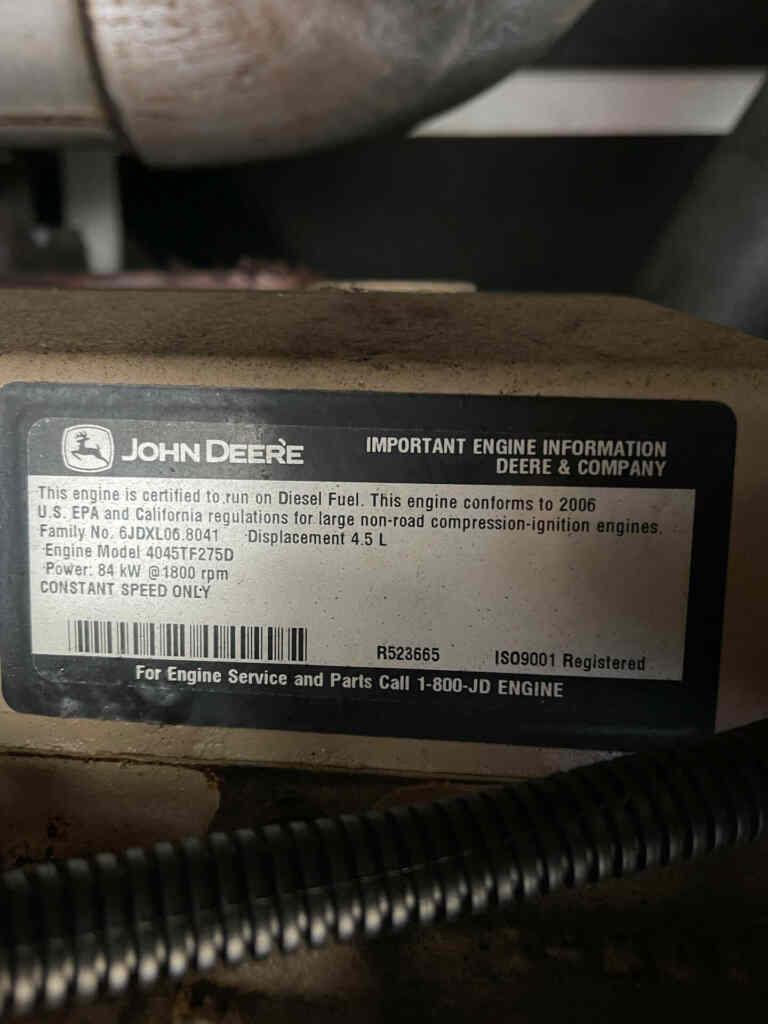 JOHN DEERE
IMPORTANT ENGINE INFORMATION
DEERE & COMPANY
This engine is certified to run on Diesel Fuel. This engine conforms to 2006
U.S. EPA and California regulations for large non-road compression-ignition engines.
Family No. 6JDXL06.8041 Displacement 4.5 L
Engine Model 4045TF275D
Power: 84 kW @1800 rpm
CONSTANT SPEED ONLY
R523665 ISO9001 Registered
For Engine Service and Parts Call 1-800-JD ENGINE